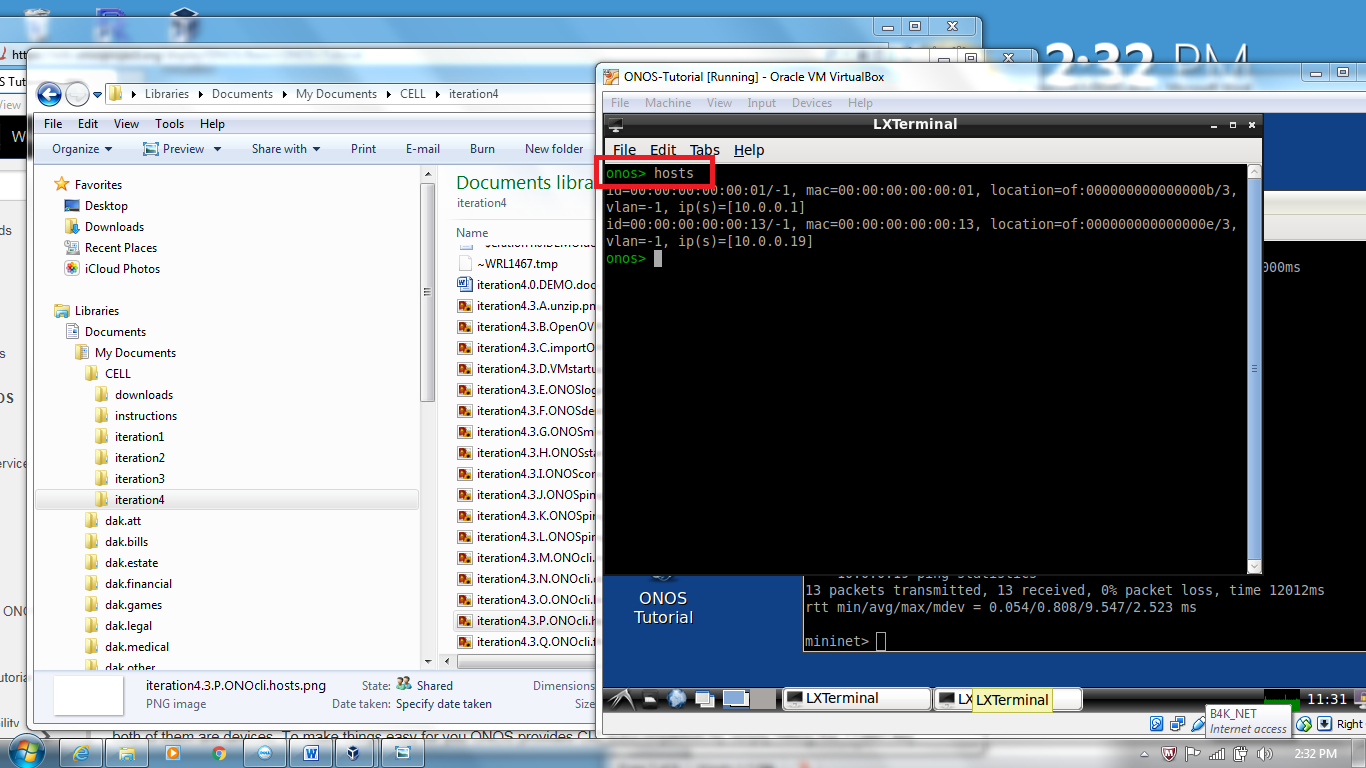 2:32 PM
Libraries
Documents
My Documents
CELL
iteration4
File Edit View Tools Help
Organize Preview Share with Print E-mail Burn New folder
Favorites
Desktop
Downloads
Recent Places
iCloud Photos
Libraries
Documents
My Documents
CELL
downloads
instructions
iteration1
iteration2
iteration3
iteration4
dak.att
dak.bills
dak.estate
dak.financial
dak.games
dak.legal
dak.medical
dak.other
Documents libra
iteration4
Name
~WRL1467.tmp
iteration4.0.DEMO.doc
iteration4.3.A.unzip.pn
iteration4.3.B.OpenOV
iteration4.3.C.importO
iteration4.3.D.VMstartu
iteration4.3.E.ONOSlog
iteration4.3.F.ONOSde
iteration4.3.G.ONOSm
iteration4.3.H.ONOSsta
iteration4.3.I.ONOScor
iteration4.3.J.ONOSpin
iteration4.3.K.ONOSpi
iteration4.3.L.ONOSpin
iteration4.3.M.ONOcli.
iteration4.3.N.ONOcli.
iteration4.3.O.ONOcli.
iteration4.3.P.ONOcli.h
iteration4.3.Q.ONOcli.
iteration4.3.P.ONOcli.hosts.png State: Shared Dimensions
PNG image Date taken: Specify date taken Size
ONOS-Tutorial [Running] - Oracle VM VirtualBox
File Machine View Input Devices Help
LXTerminal
File Edit Tabs Help
onos> hosts
id=00:00:00:00:00:01/-1, mac=00:00:00:00:00:01, location=of:000000000000000b/3,
vlan=-1, ip(s)=[10.0.0.1]
id=00:00:00:00:00:13/-1, mac=00:00:00:00:00:13, location=of:000000000000000e/3,
vlan=-1, ip(s)=[10.0.0.19]
onos>
000ms
ONOS
Tutorial
13 packets transmitted, 13 received, 0% packet loss, time 12012ms
rtt min/avg/max/mdev = 0.054/0.808/9.547/2.523 ms
mininet>
LXTerminal
LX
LXTerminal
11:31
B4K_NET
Internet access
Right
both of them are devices. To make things easy for you ONOS provides
2:32 PM